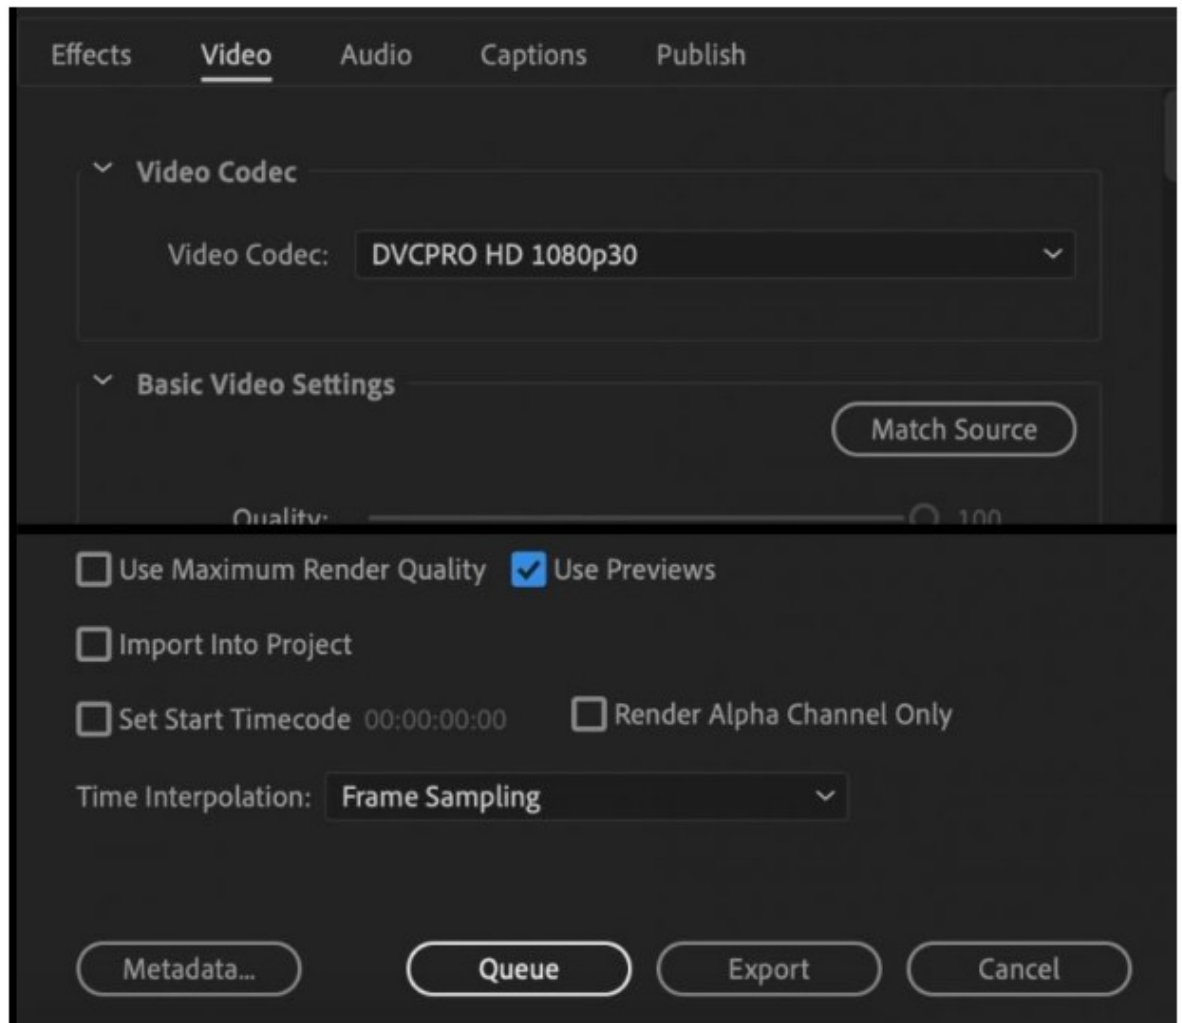 Effects Video Audio Captions Publish
Video Codec
Video Codec: DVCPRO HD 1080p30
Basic Video Settings
Match Source
Quality: 100
Use Maximum Render Quality Use Previews
Import Into Project
Set Start Timecode 00:00:00:00 Render Alpha Channel Only
Time Interpolation: Frame Sampling
Metadata... Queue Export Cancel